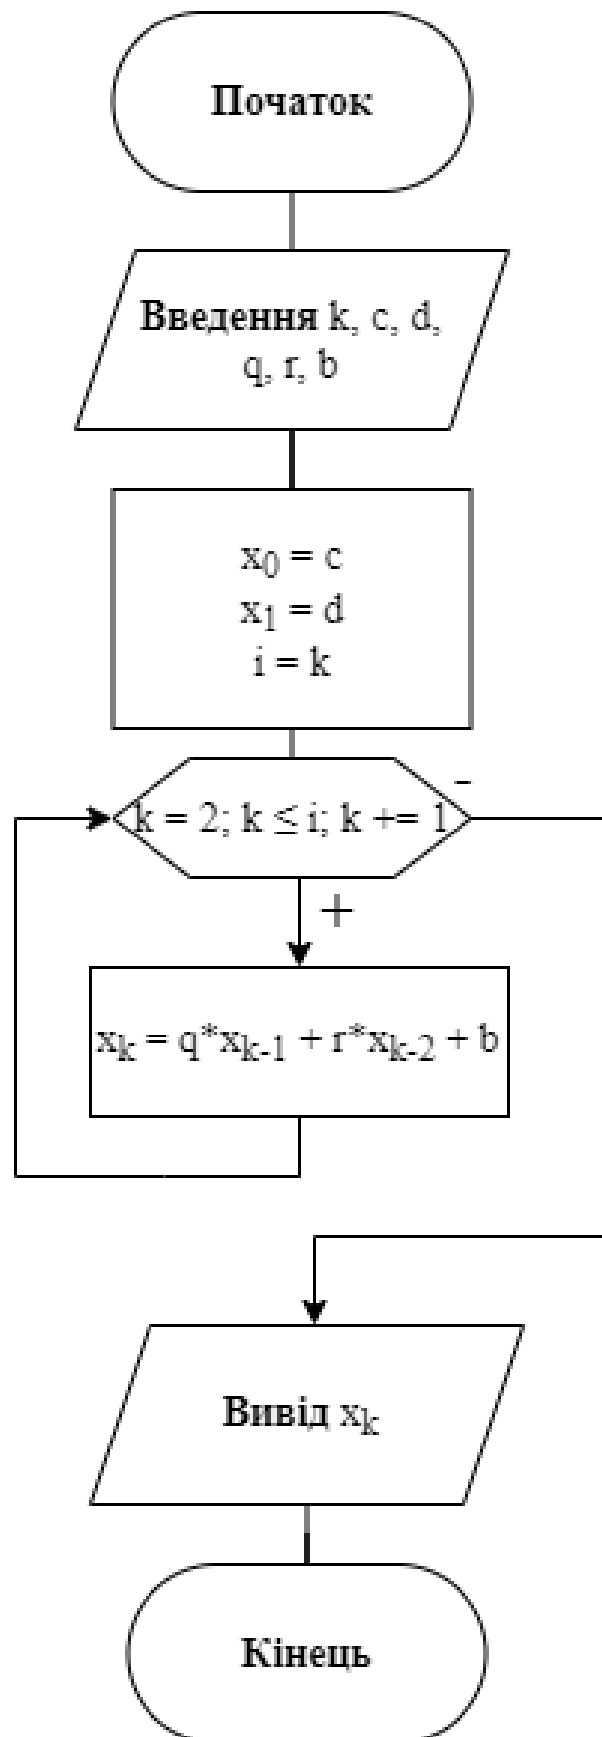 Початок
Введення k, c, d,
q, r, b
x₀ = c
x₁ = d
i = k
-
k = 2; k ≤ i; k += 1
+
xₖ = q*xₖ₋₁ + r*xₖ₋₂ + b
Вивід xₖ
Кінець